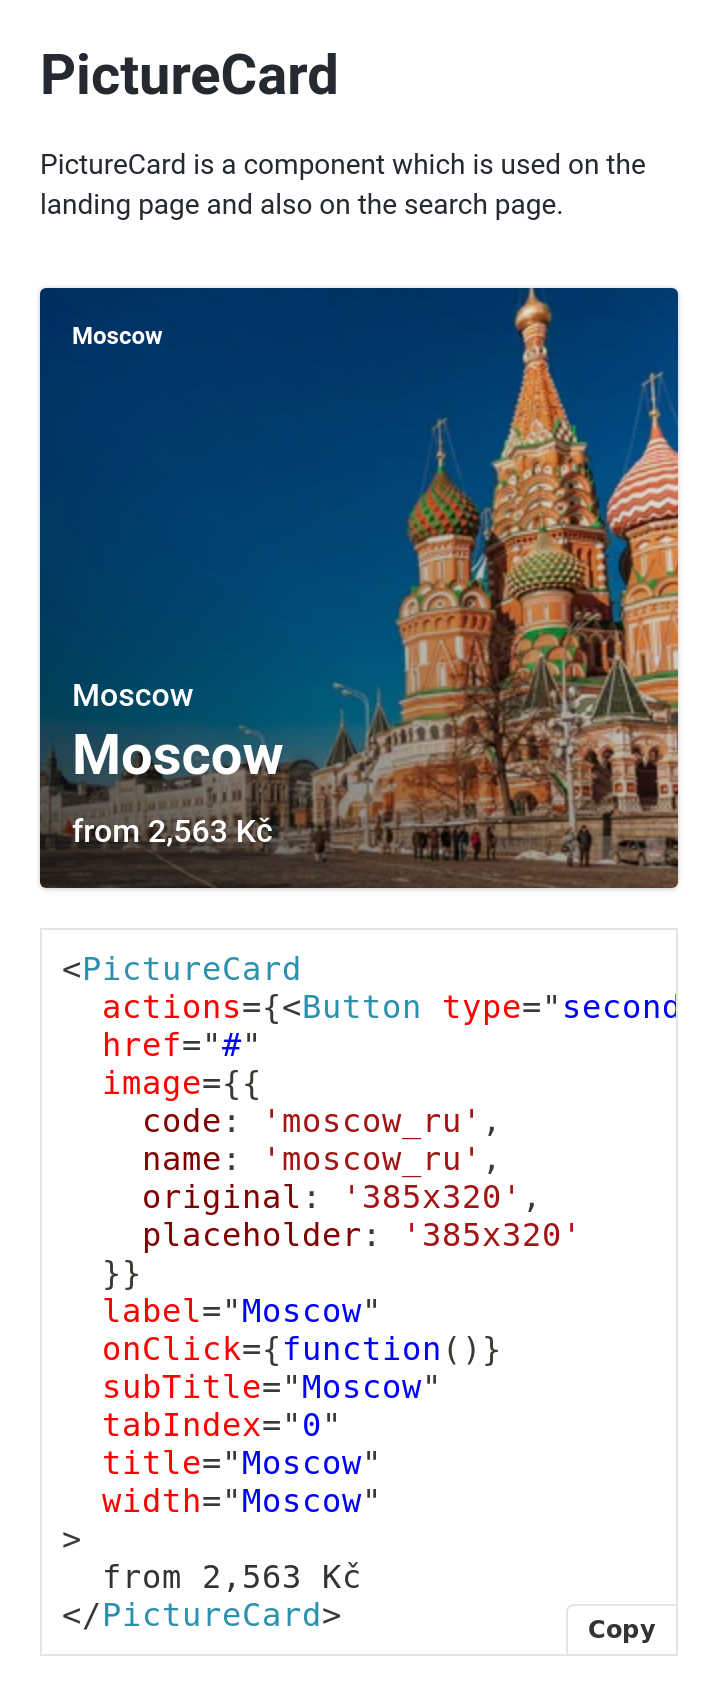 PictureCard
PictureCard is a component which is used on the
landing page and also on the search page.
Moscow
Moscow
Moscow
from 2,563 Kč
<PictureCard
  actions={<Button type="second
  href="#"
  image={{
    code: 'moscow_ru',
    name: 'moscow_ru',
    original: '385x320',
    placeholder: '385x320'
  }}
  label="Moscow"
  onClick={function()}
  subTitle="Moscow"
  tabIndex="0"
  title="Moscow"
  width="Moscow"
>
  from 2,563 Kč
</PictureCard>
Copy